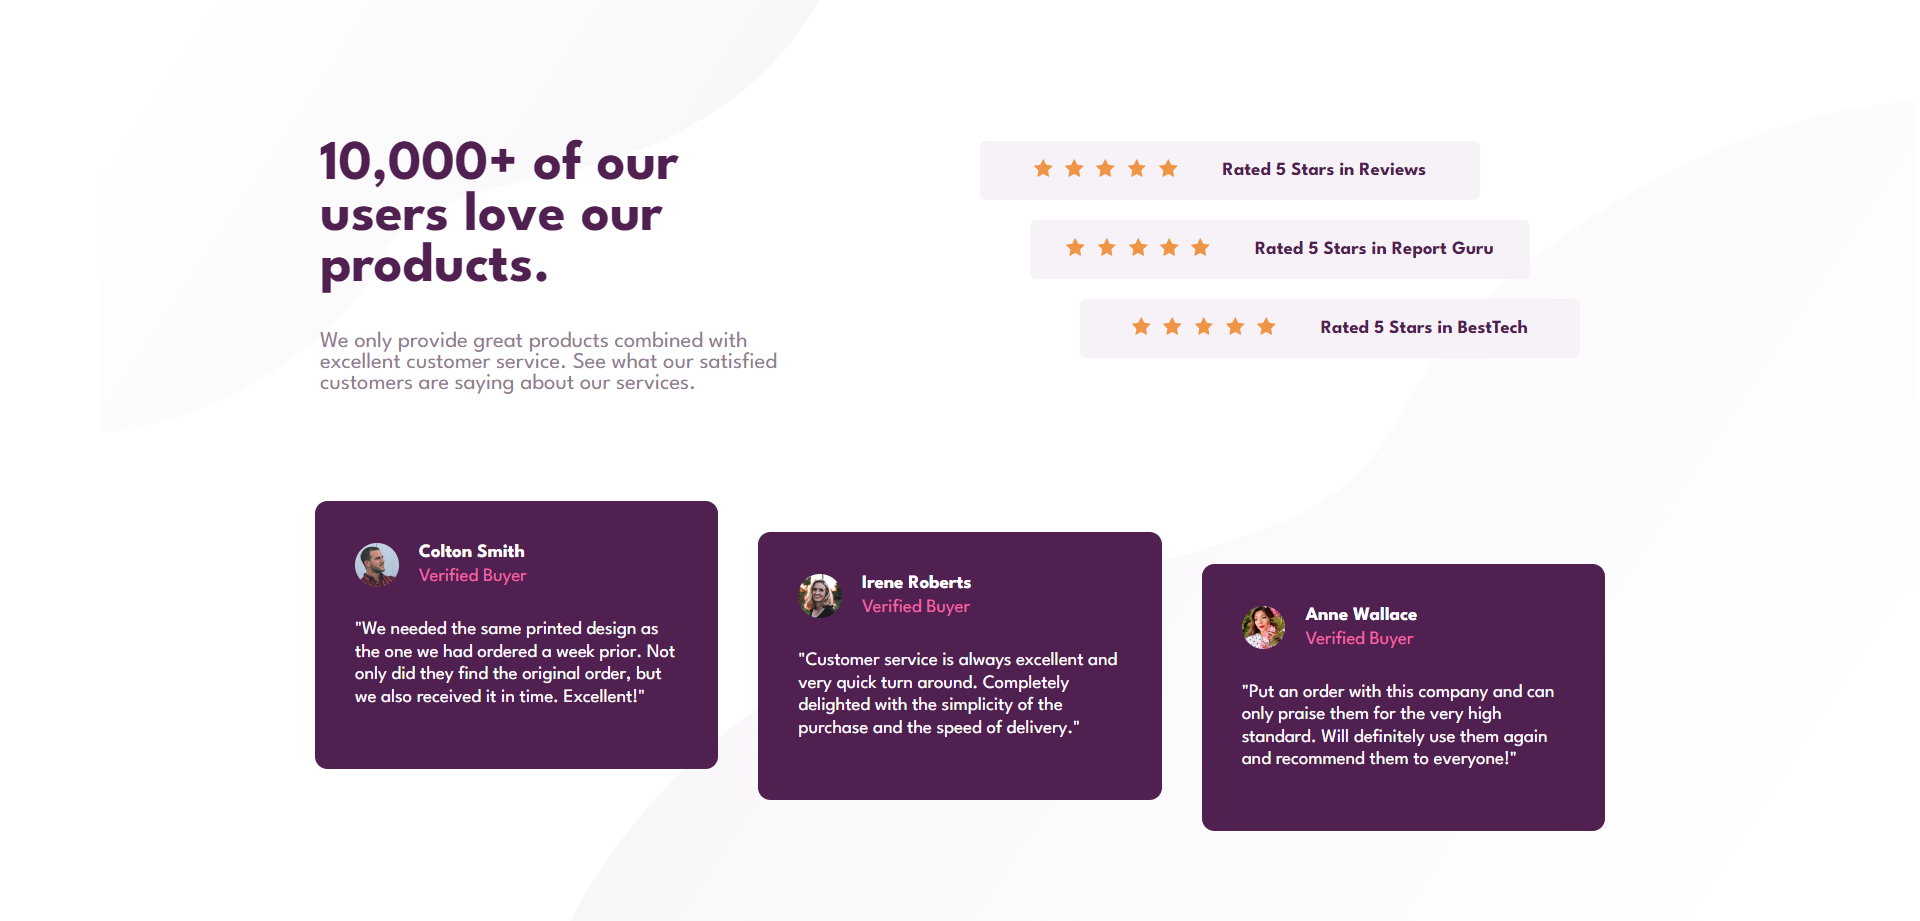 10,000+ of our
users love our
products.
We only provide great products combined with
excellent customer service. See what our satisfied
customers are saying about our services.
Rated 5 Stars in Reviews
Rated 5 Stars in Report Guru
Rated 5 Stars in BestTech
Colton Smith
Verified Buyer
"We needed the same printed design as
the one we had ordered a week prior. Not
only did they find the original order, but
we also received it in time. Excellent!"
Irene Roberts
Verified Buyer
"Customer service is always excellent and
very quick turn around. Completely
delighted with the simplicity of the
purchase and the speed of delivery."
Anne Wallace
Verified Buyer
"Put an order with this company and can
only praise them for the very high
standard. Will definitely use them again
and recommend them to everyone!"